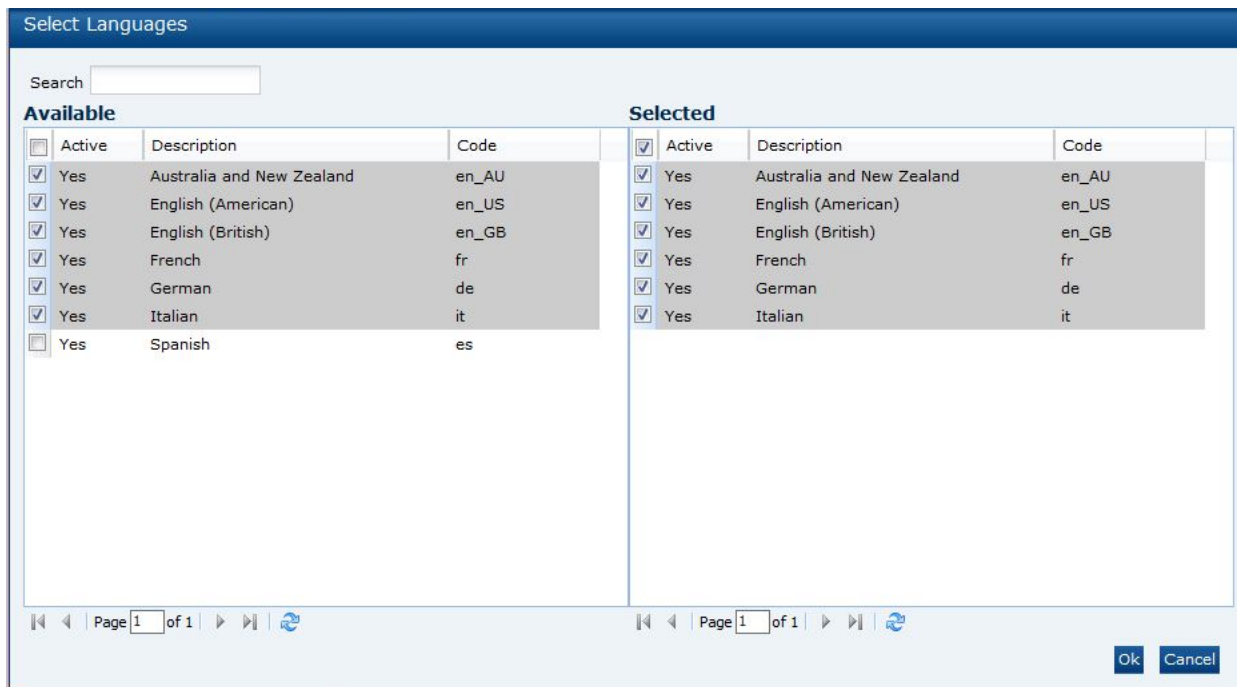 Select Languages
Search
Available
Active Description Code
Yes Australia and New Zealand en_AU
Yes English (American) en_US
Yes English (British) en_GB
Yes French fr
Yes German de
Yes Italian it
Yes Spanish es
Page 1 of 1
Selected
Active Description Code
Yes Australia and New Zealand en_AU
Yes English (American) en_US
Yes English (British) en_GB
Yes French fr
Yes German de
Yes Italian it
Page 1 of 1
Ok Cancel